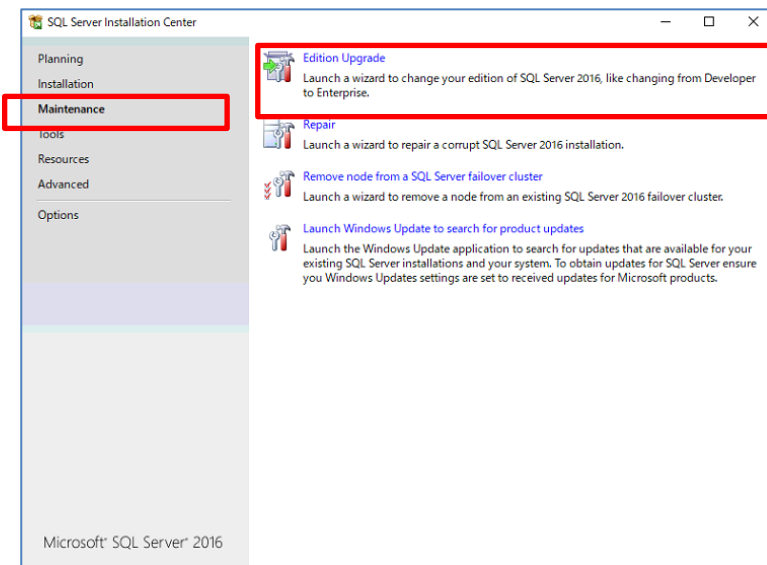 SQL Server Installation Center
Planning
Installation
Maintenance
Tools
Resources
Advanced
Options
Edition Upgrade
Launch a wizard to change your edition of SQL Server 2016, like changing from Developer
to Enterprise.
Repair
Launch a wizard to repair a corrupt SQL Server 2016 installation.
Remove node from a SQL Server failover cluster
Launch a wizard to remove a node from an existing SQL Server 2016 failover cluster.
Launch Windows Update to search for product updates
Launch the Windows Update application to search for updates that are available for your
existing SQL Server installations and your system. To obtain updates for SQL Server ensure
you Windows Updates settings are set to received updates for Microsoft products.
Microsoft® SQL Server® 2016